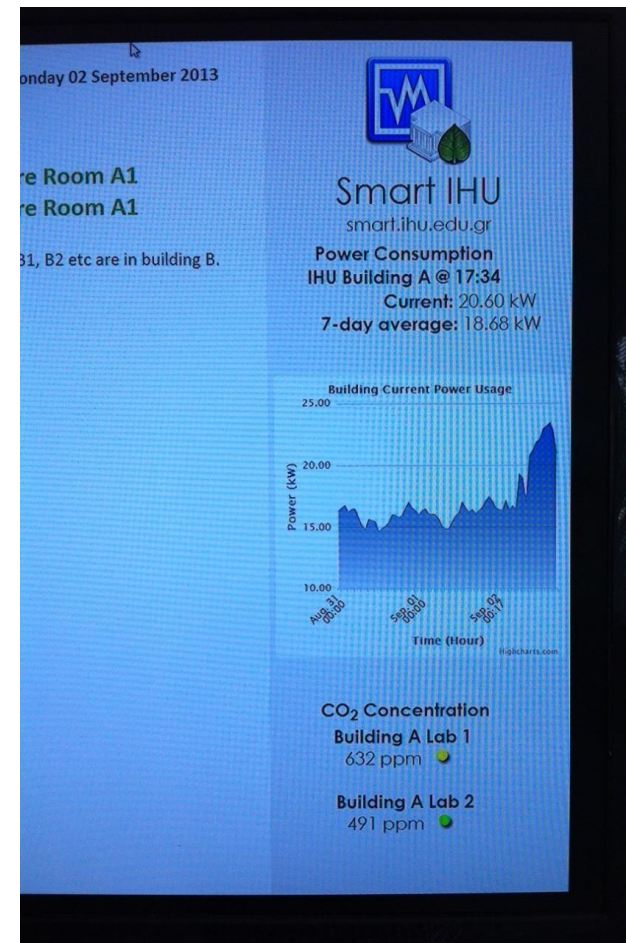 onday 02 September 2013
re Room A1
re Room A1
31, B2 etc are in building B.
Smart IHU
smart.ihu.edu.gr
Power Consumption
IHU Building A @ 17:34
Current: 20.60 kW
7-day average: 18.68 kW
Building Current Power Usage
25.00
20.00
15.00
10.00
Power (kW)
Aug. 31
00:00
Sep. 01
00:00
Sep. 02
00:17
Time (Hour)
Highcharts.com
CO₂ Concentration
Building A Lab 1
632 ppm
Building A Lab 2
491 ppm